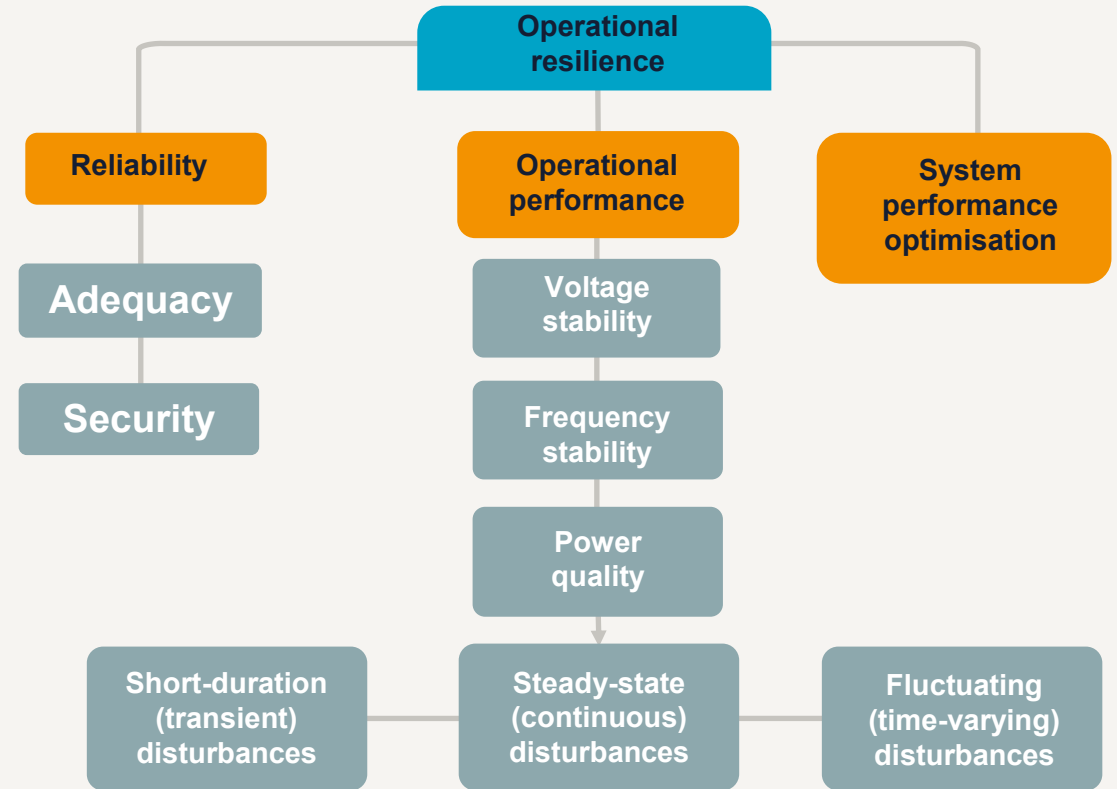 Operational
resilience
Reliability
Operational
performance
System
performance
optimisation
Adequacy
Voltage
stability
Security
Frequency
stability
Power
quality
Short-duration
(transient)
disturbances
Steady-state
(continuous)
disturbances
Fluctuating
(time-varying)
disturbances